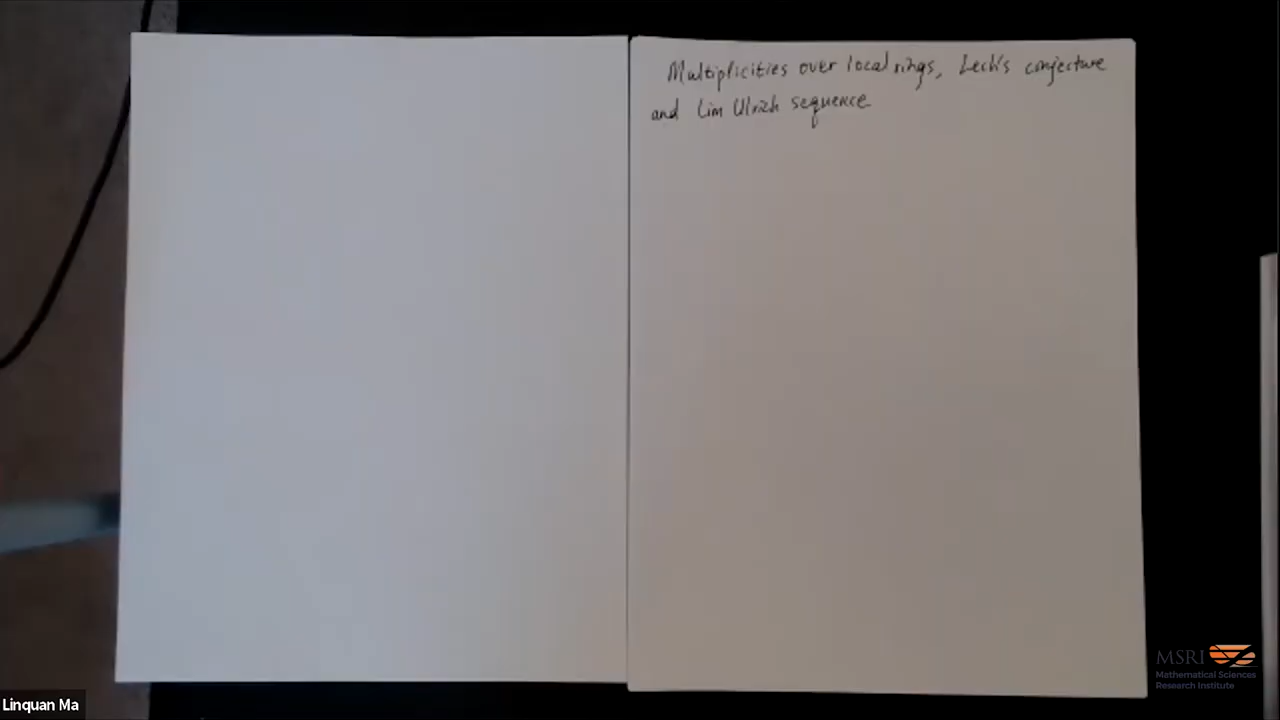 Multiplicities over local rings, Lech's conjecture
and Lim Ulrich sequence
MSRI
Mathematical Sciences
Research Institute
Linquan Ma